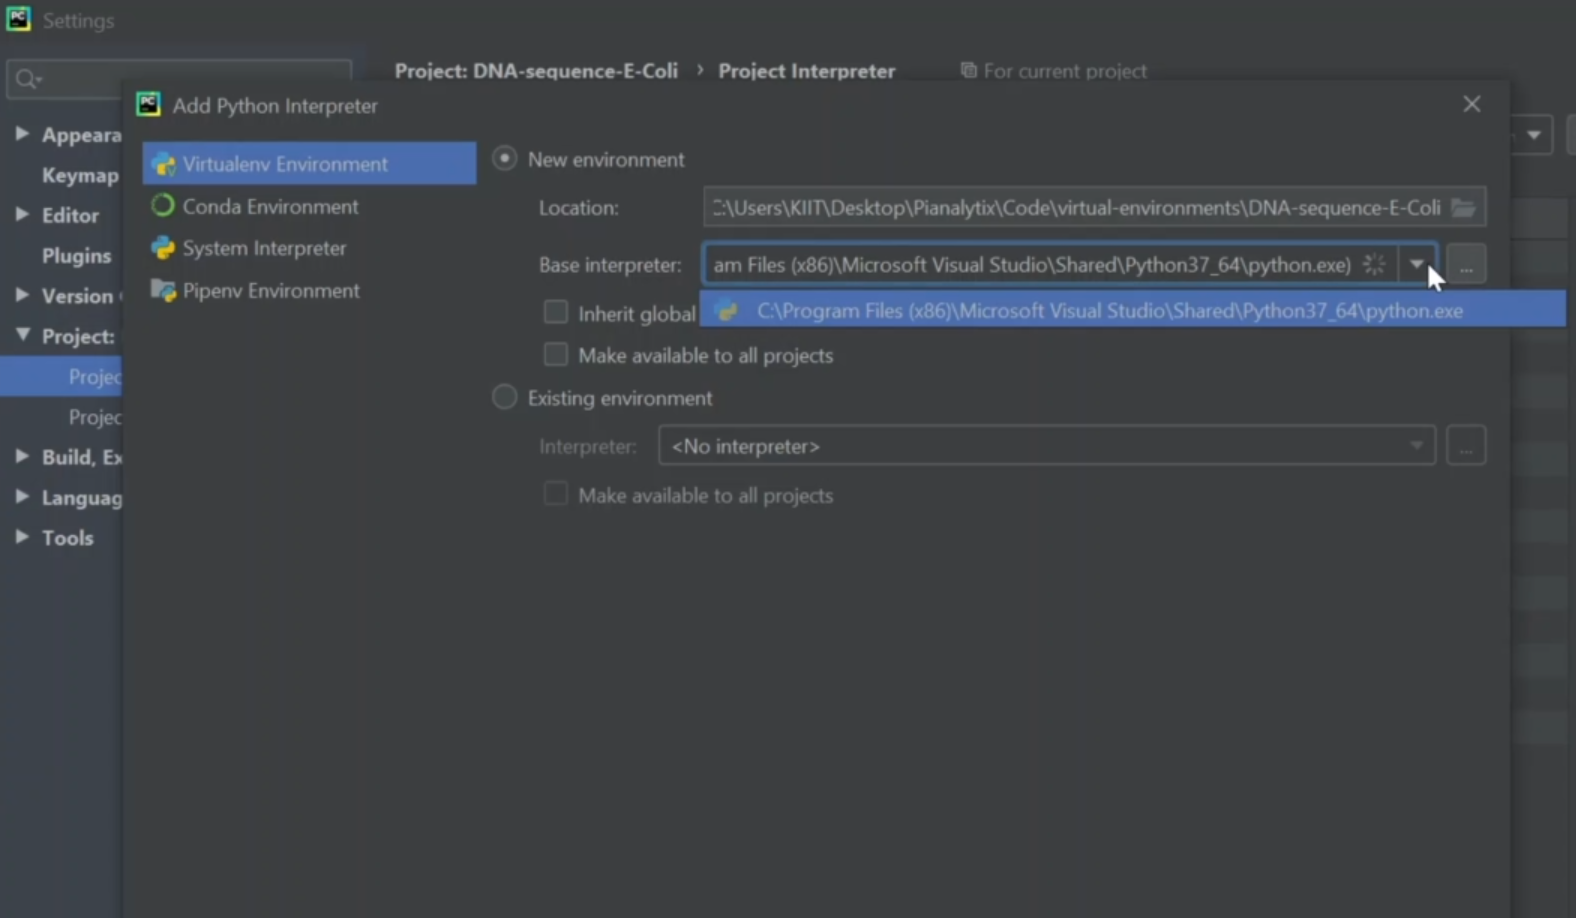 Settings
Project: DNA-sequence-E-Coli › Project Interpreter For current project
Add Python Interpreter
Appeara
Keymap
Editor
Plugins
Version
Project:
Projec
Projec
Build, Ex
Languag
Tools
Virtualenv Environment
Conda Environment
System Interpreter
Pipenv Environment
New environment
Location: C:\Users\KIIT\Desktop\Pianalytix\Code\virtual-environments\DNA-sequence-E-Coli
Base interpreter: am Files (x86)\Microsoft Visual Studio\Shared\Python37_64\python.exe) ...
C:\Program Files (x86)\Microsoft Visual Studio\Shared\Python37_64\python.exe
Inherit global
Make available to all projects
Existing environment
Interpreter: <No interpreter> ...
Make available to all projects